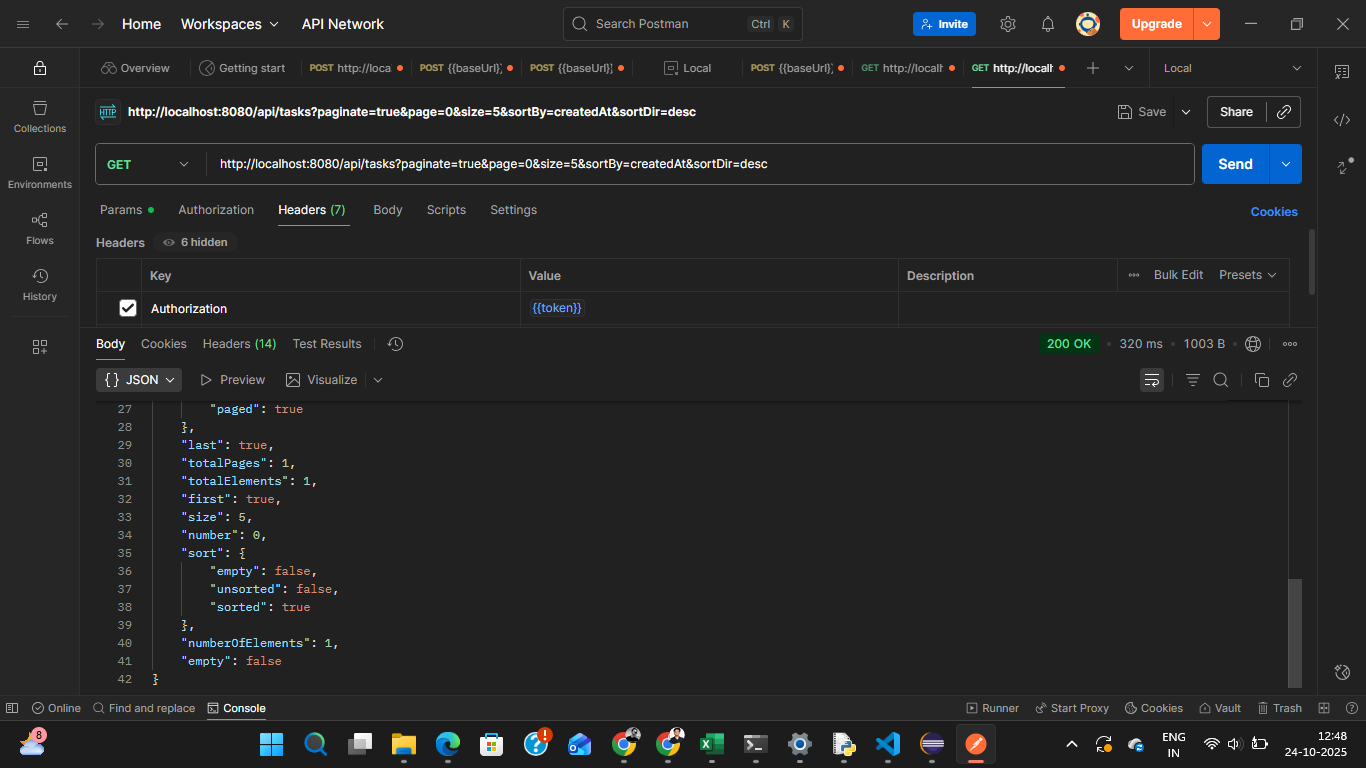 Home Workspaces API Network Search Postman Ctrl K Invite Upgrade
Overview Getting start POST http://loca POST {{baseUrl}} POST {{baseUrl}} Local POST {{baseUrl}} GET http://localh GET http://localh Local
Collections
Environments
Flows
History
HTTP http://localhost:8080/api/tasks?paginate=true&page=0&size=5&sortBy=createdAt&sortDir=desc Save Share
GET http://localhost:8080/api/tasks?paginate=true&page=0&size=5&sortBy=createdAt&sortDir=desc Send
Params Authorization Headers (7) Body Scripts Settings Cookies
Headers 6 hidden
Key Value Description Bulk Edit Presets
Authorization {{token}}
Body Cookies Headers (14) Test Results 200 OK 320 ms 1003 B
{} JSON Preview Visualize
27 "paged": true
28 },
29 "last": true,
30 "totalPages": 1,
31 "totalElements": 1,
32 "first": true,
33 "size": 5,
34 "number": 0,
35 "sort": {
36 "empty": false,
37 "unsorted": false,
38 "sorted": true
39 },
40 "numberOfElements": 1,
41 "empty": false
42 }
Online Find and replace Console Runner Start Proxy Cookies Vault Trash
8 ENG IN 12:48
24-10-2025